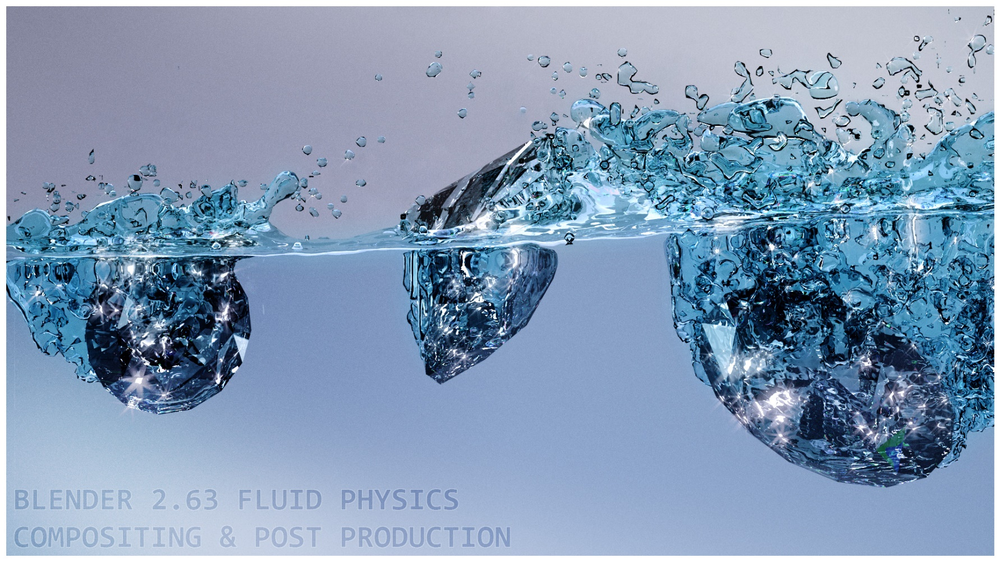 BLENDER 2.63 FLUID PHYSICS
COMPOSITING & POST PRODUCTION